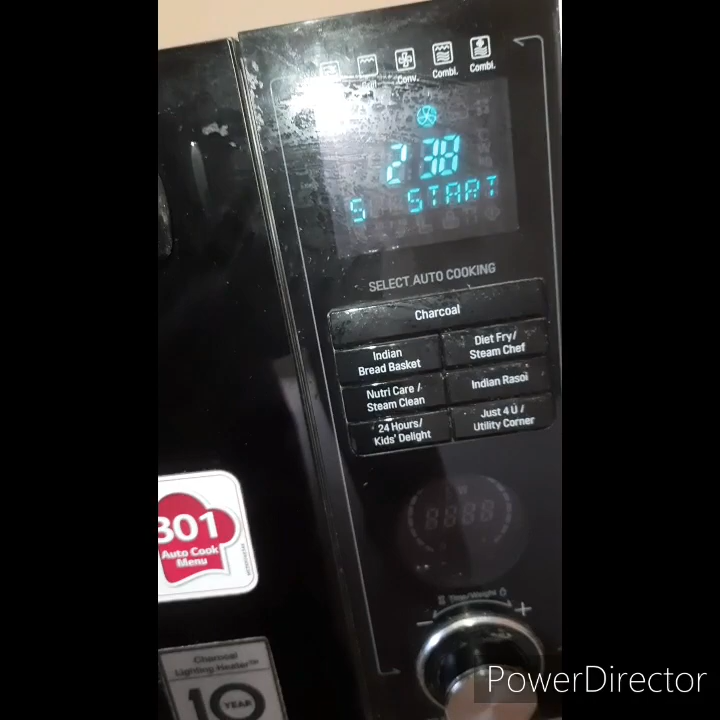 Conv.
Combi.
Combi.
2 38
S START
SELECT AUTO COOKING
Charcoal
Indian
Bread Basket
Diet Fry/
Steam Chef
Nutri Care /
Steam Clean
Indian Rasoi
24 Hours/
Kids' Delight
Just 4 U /
Utility Corner
8888
Time/Weight
− +
301
Auto Cook
Menu
Charcoal
Lighting Heater™
10 YEAR
PowerDirector